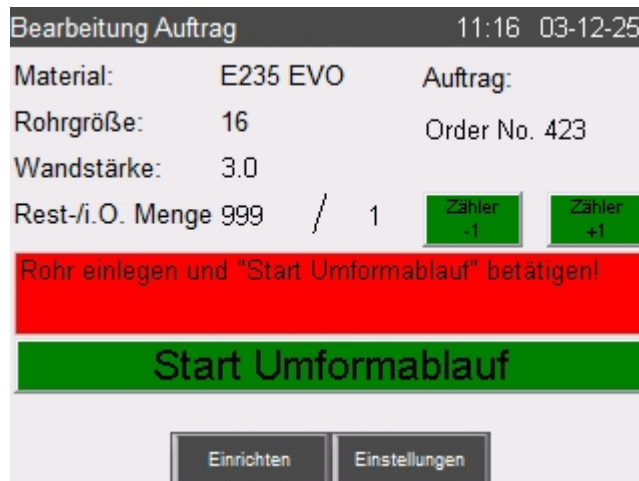 Bearbeitung Auftrag 11:16 03-12-25
Material: E235 EVO Auftrag:
Rohrgröße: 16 Order No. 423
Wandstärke: 3.0
Rest-/i.O. Menge 999 / 1 Zähler -1 Zähler +1
Rohr einlegen und "Start Umformablauf" betätigen!
Start Umformablauf
Einrichten Einstellungen